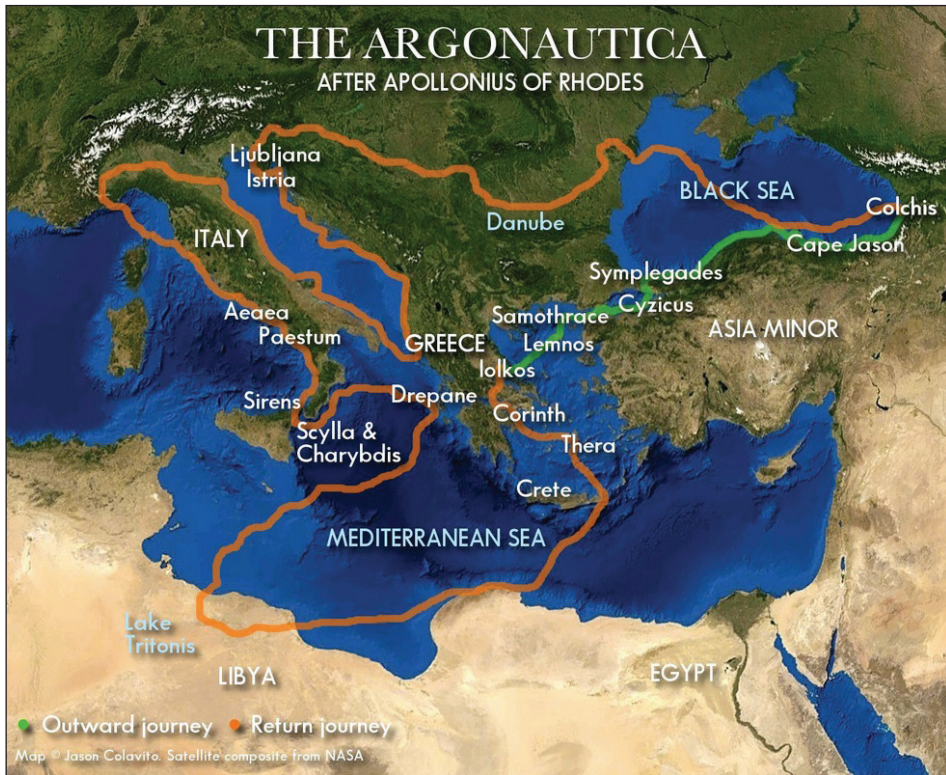 THE ARGONAUTICA
AFTER APOLLONIUS OF RHODES
Ljubljana
Istria
BLACK SEA
Danube
Colchis
ITALY
Cape Jason
Symplegades
Cyzicus
Samothrace
Aeaea
ASIA MINOR
Paestum
Lemnos
GREECE
Iolkos
Drepane
Sirens
Corinth
Scylla &
Charybdis
Thera
Crete
MEDITERRANEAN SEA
Lake
Tritonis
LIBYA
EGYPT
Outward journey
Return journey
Map © Jason Colavito. Satellite composite from NASA